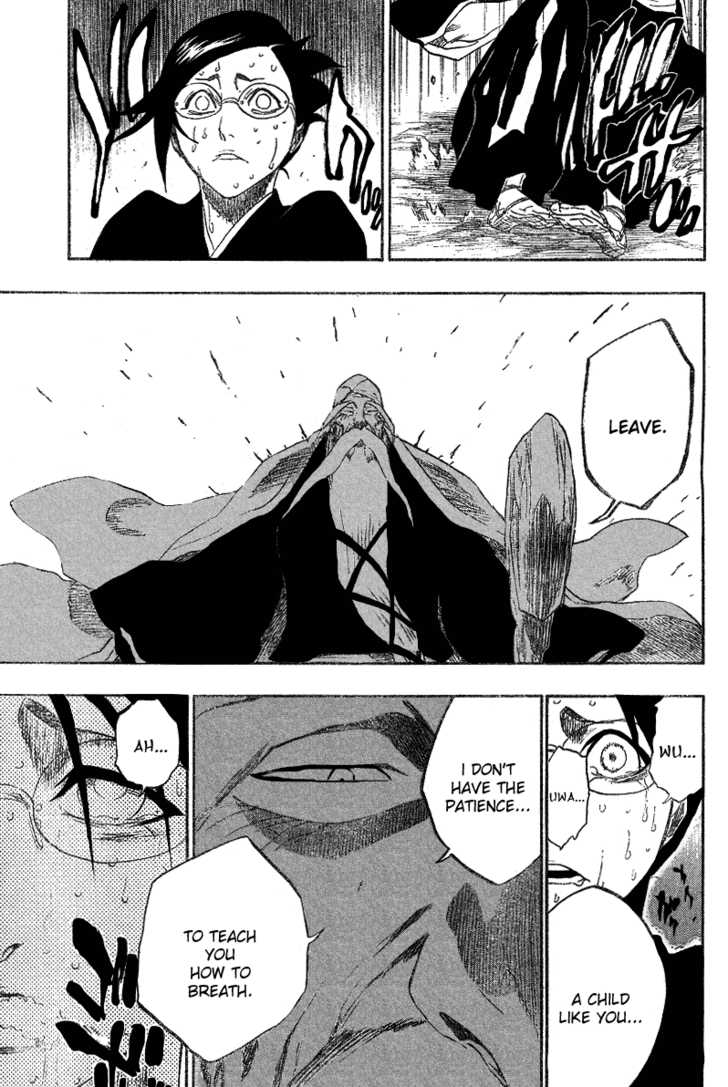 LEAVE.
WU...
UWA...
A CHILD
LIKE YOU...
I DON'T
HAVE THE
PATIENCE...
TO TEACH
YOU
HOW TO
BREATH.
AH...